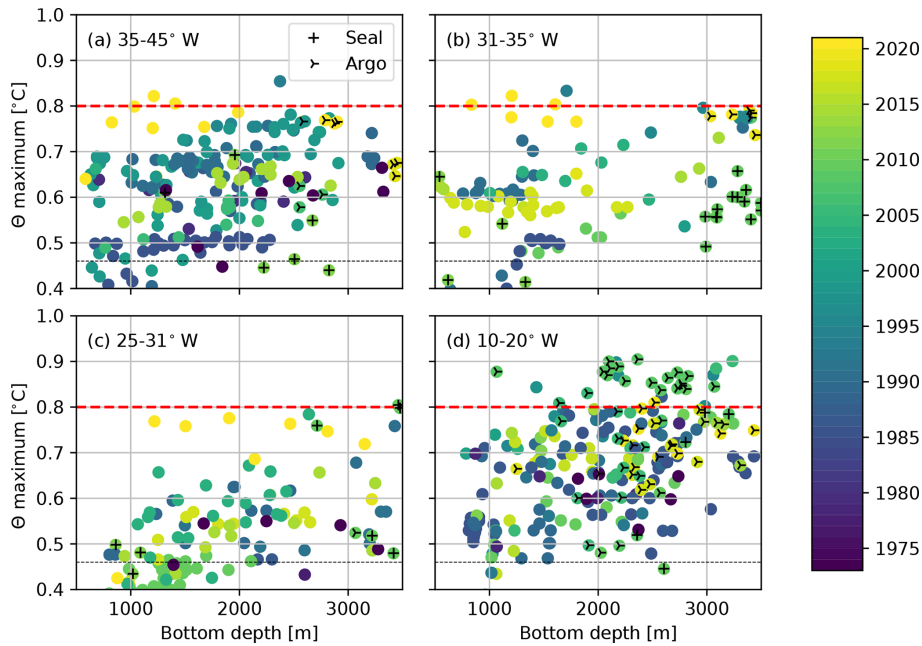 1.0
0.9
0.8
0.7
0.6
0.5
0.4
Θ maximum [°C]
(a) 35-45° W
Seal
Argo
(b) 31-35° W
1.0
0.9
0.8
0.7
0.6
0.5
0.4
Θ maximum [°C]
(c) 25-31° W
(d) 10-20° W
1000 2000 3000
Bottom depth [m]
1000 2000 3000
Bottom depth [m]
2020
2015
2010
2005
2000
1995
1990
1985
1980
1975